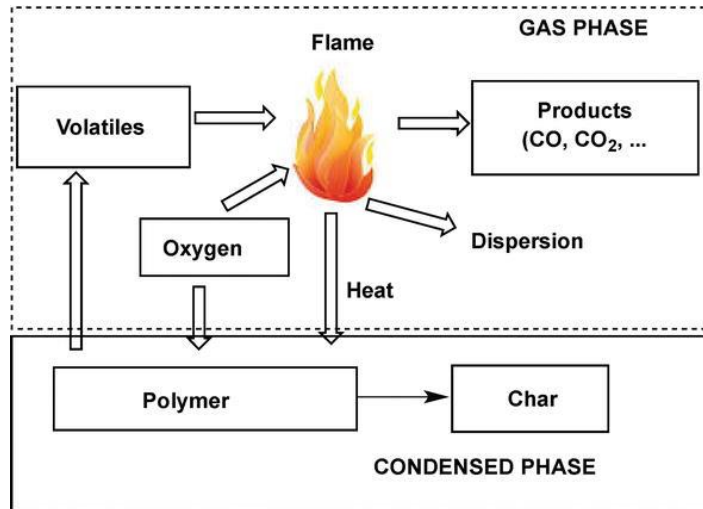 GAS PHASE
Flame
Volatiles
Products
(CO, CO₂, ...
Oxygen
Dispersion
Heat
Polymer
Char
CONDENSED PHASE